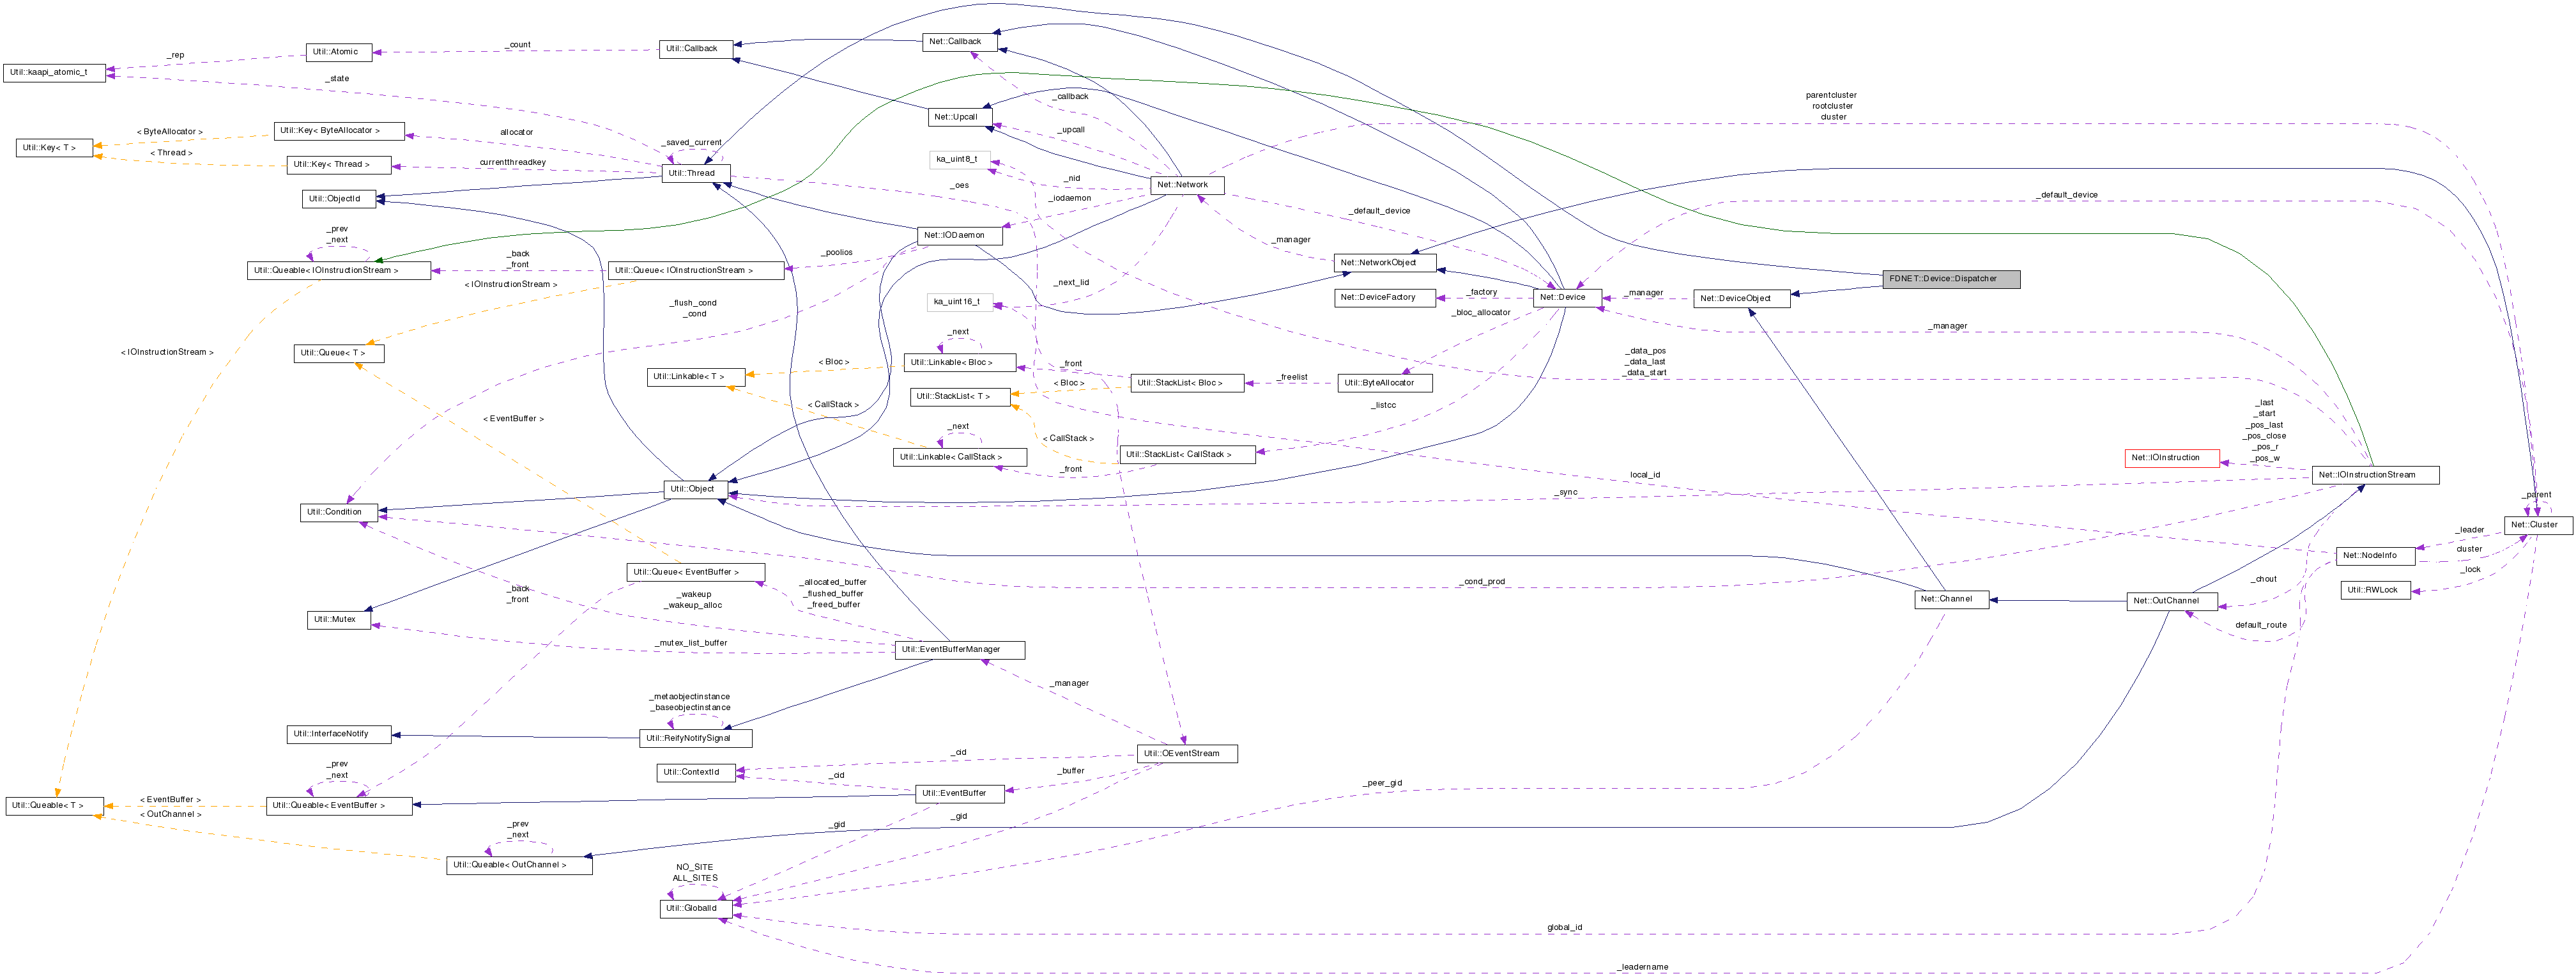 Util::kaapi_atomic_t
_rep
Util::Atomic
_count
Util::Callback
Net::Callback
_state
Util::Key< T >
< ByteAllocator >
< Thread >
Util::Key< ByteAllocator >
Util::Key< Thread >
allocator
currentthreadkey
_saved_current
Util::Thread
Util::ObjectId
Net::Upcall
_callback
_upcall
ka_uint8_t
_nid
_oes
_iodaemon
Net::Network
parentcluster
rootcluster
cluster
_default_device
_default_device
Net::IODaemon
_prev
_next
Util::Queable< IOInstructionStream >
_back
_front
Util::Queue< IOInstructionStream >
_poolios
< IOInstructionStream >
_manager
Net::NetworkObject
Net::DeviceFactory
_factory
Net::Device
_manager
Net::DeviceObject
FDNET::Device::Dispatcher
_next_lid
ka_uint16_t
_flush_cond
_cond
_bloc_allocator
_manager
< IOInstructionStream >
Util::Queue< T >
Util::Linkable< T >
< Bloc >
_next
Util::Linkable< Bloc >
_front
< Bloc >
Util::StackList< T >
Util::StackList< Bloc >
_freelist
Util::ByteAllocator
_data_pos
_data_last
_data_start
< EventBuffer >
< CallStack >
_next
Util::Linkable< CallStack >
< CallStack >
_front
Util::StackList< CallStack >
_listcc
_last
_start
_pos_last
_pos_close
_pos_r
_pos_w
Net::IOInstruction
Net::IOInstructionStream
local_id
Util::Object
_sync
Util::Condition
_parent
Net::Cluster
_leader
cluster
Net::NodeInfo
_lock
Util::RWLock
Util::Queue< EventBuffer >
_cond_prod
_chout
_back
_front
_wakeup
_wakeup_alloc
_allocated_buffer
_flushed_buffer
_freed_buffer
Net::Channel
Net::OutChannel
default_route
Util::Mutex
_mutex_list_buffer
Util::EventBufferManager
_manager
_metaobjectinstance
_baseobjectinstance
Util::InterfaceNotify
Util::ReifyNotifySignal
Util::OEventStream
_cid
Util::ContextId
_cid
_buffer
_peer_gid
_prev
_next
Util::Queable< T >
< EventBuffer >
< OutChannel >
Util::Queable< EventBuffer >
Util::EventBuffer
_prev
_next
Util::Queable< OutChannel >
_gid
_gid
NO_SITE
ALL_SITES
Util::GlobalId
global_id
_leadername